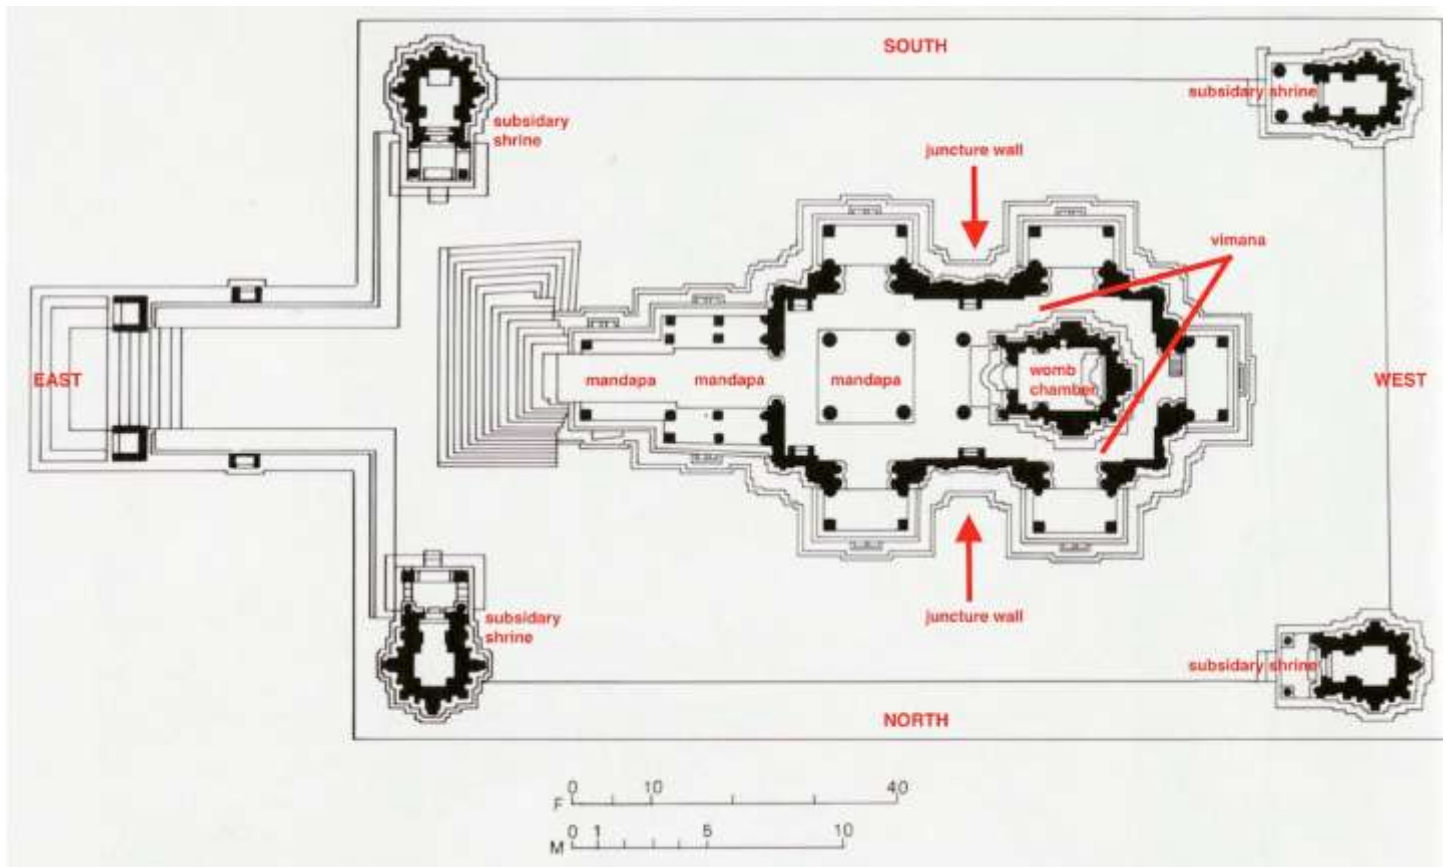 SOUTH
subsidary shrine
subsidary
shrine
juncture wall
vimana
EAST
mandapa
mandapa
mandapa
womb
chamber
WEST
subsidary
shrine
juncture wall
subsidary shrine
NORTH
0 10 40
F
0 1 5 10
M